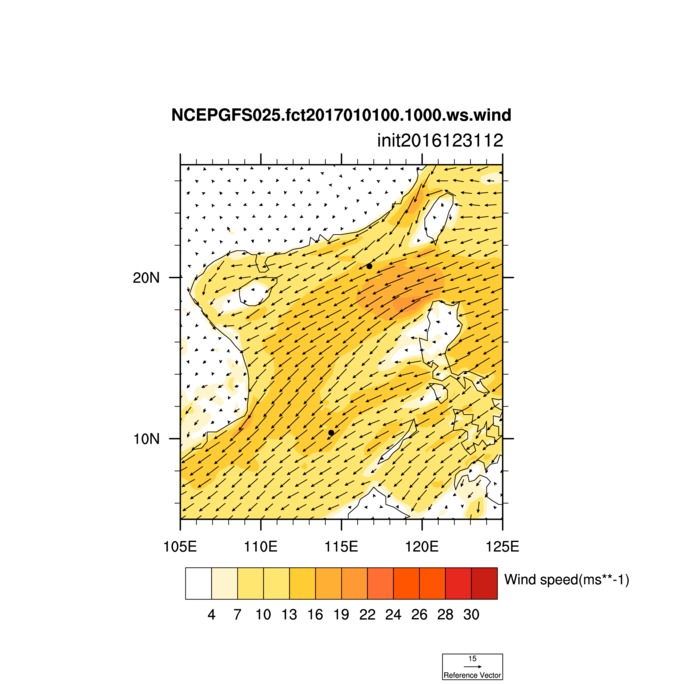 NCEPGFS025.fct2017010100.1000.ws.wind
init2016123112
20N
10N
105E 110E 115E 120E 125E
Wind speed(ms**-1)
4 7 10 13 16 19 22 24 26 28 30
15
Reference Vector